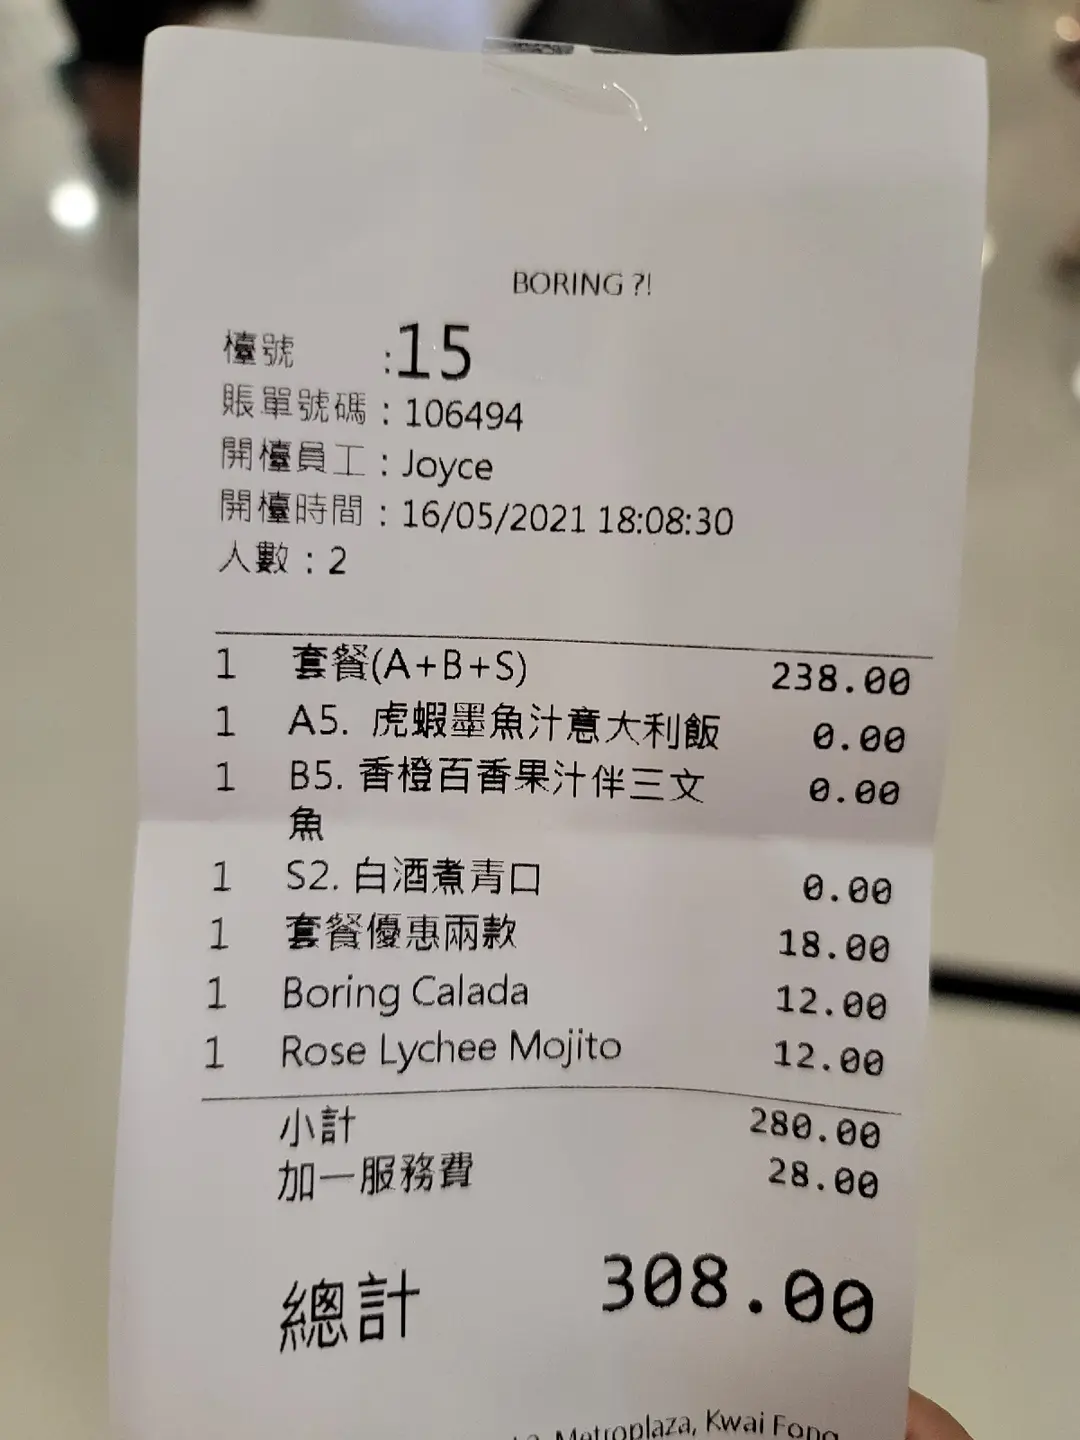 BORING ?!
檯號 :15
賬單號碼 : 106494
開檯員工 : Joyce
開檯時間 : 16/05/2021 18:08:30
人數 : 2
1 套餐(A+B+S) 238.00
1 A5. 虎蝦墨魚汁意大利飯 0.00
1 B5. 香橙百香果汁伴三文 0.00
魚
1 S2. 白酒煮青口 0.00
1 套餐優惠兩款 18.00
1 Boring Calada 12.00
1 Rose Lychee Mojito 12.00
小計 280.00
加一服務費 28.00
總計 308.00
Metroplaza, Kwai Fong